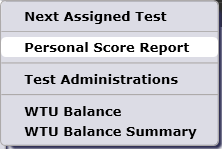 Next Assigned Test
Personal Score Report
Test Administrations
WTU Balance
WTU Balance Summary